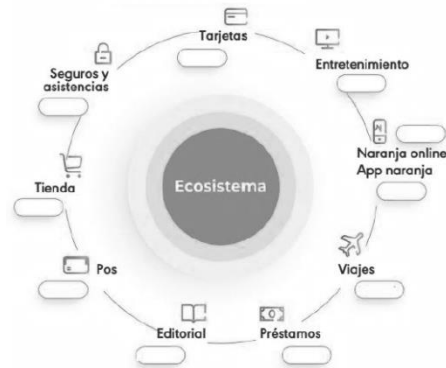 Tarjetas
Entretenimiento
Seguros y
asistencias
Naranja online
App naranja
Ecosistema
Tienda
Pos
Viajes
Editorial
Préstamos